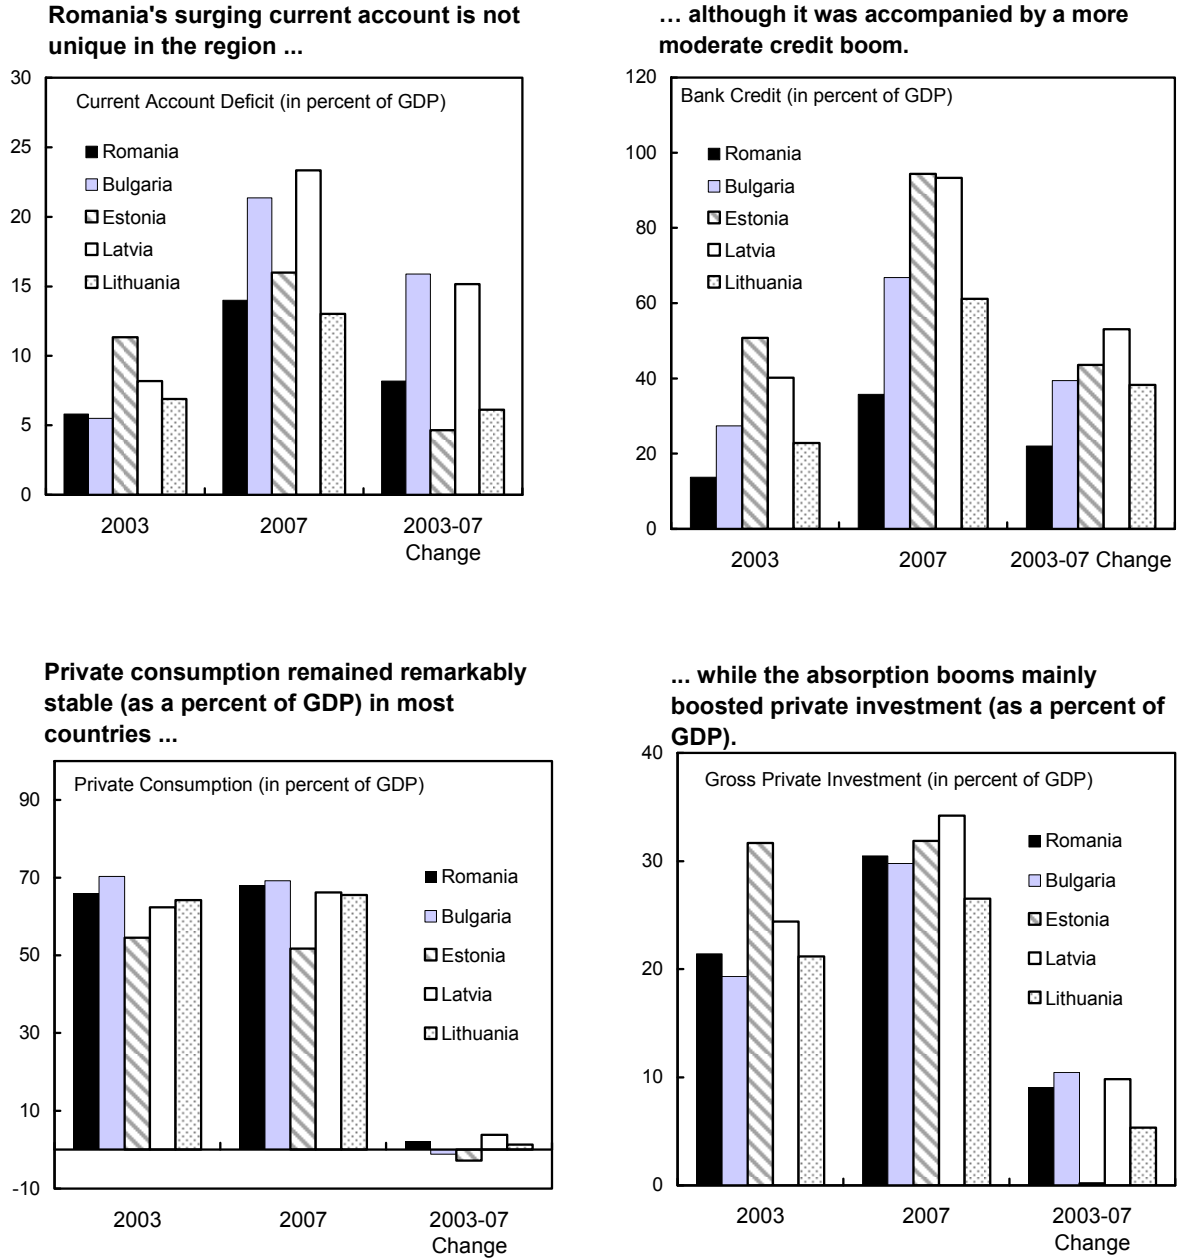 Romania's surging current account is not
unique in the region ...
30
25
20
15
10
5
0
Current Account Deficit (in percent of GDP)
Romania
Bulgaria
Estonia
Latvia
Lithuania
2003
2007
2003-07
Change
… although it was accompanied by a more
moderate credit boom.
120
100
80
60
40
20
0
Bank Credit (in percent of GDP)
Romania
Bulgaria
Estonia
Latvia
Lithuania
2003
2007
2003-07 Change
Private consumption remained remarkably
stable (as a percent of GDP) in most
countries ...
90
70
50
30
10
-10
Private Consumption (in percent of GDP)
Romania
Bulgaria
Estonia
Latvia
Lithuania
2003
2007
2003-07
Change
... while the absorption booms mainly
boosted private investment (as a percent of
GDP).
40
30
20
10
0
Gross Private Investment (in percent of GDP)
Romania
Bulgaria
Estonia
Latvia
Lithuania
2003
2007
2003-07
Change